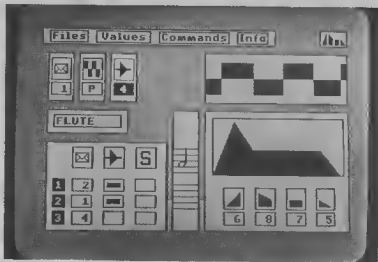 Files Values Commands Info
1 P 4
FLUTE
S
1 2
2 1
3 4
6 8 7 5